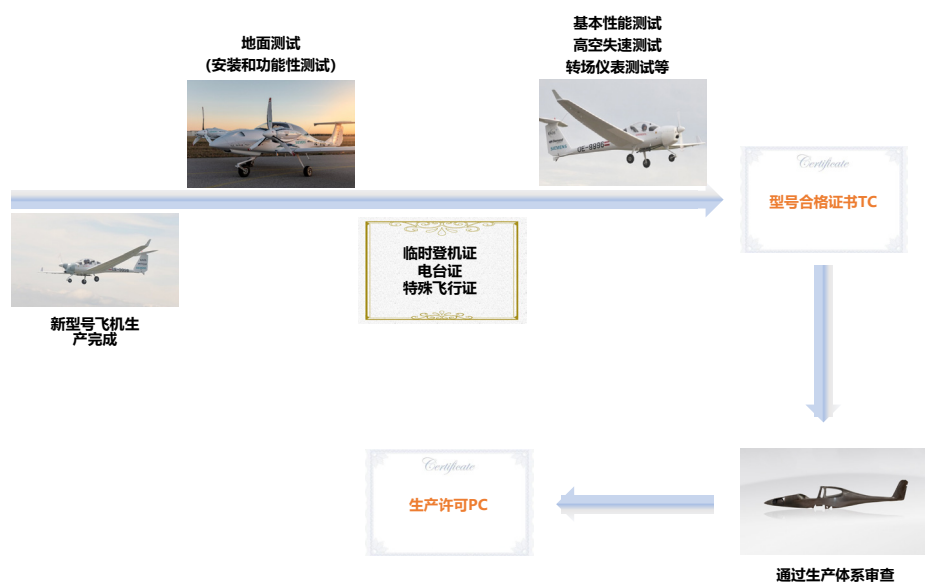 基本性能测试
高空失速测试
转场仪表测试等
地面测试
（安装和功能性测试）
UE-8996
SIEMENS
Certificate
型号合格证书TC
临时登机证
电台证
特殊飞行证
新型号飞机生
产完成
Certificate
生产许可PC
通过生产体系审查